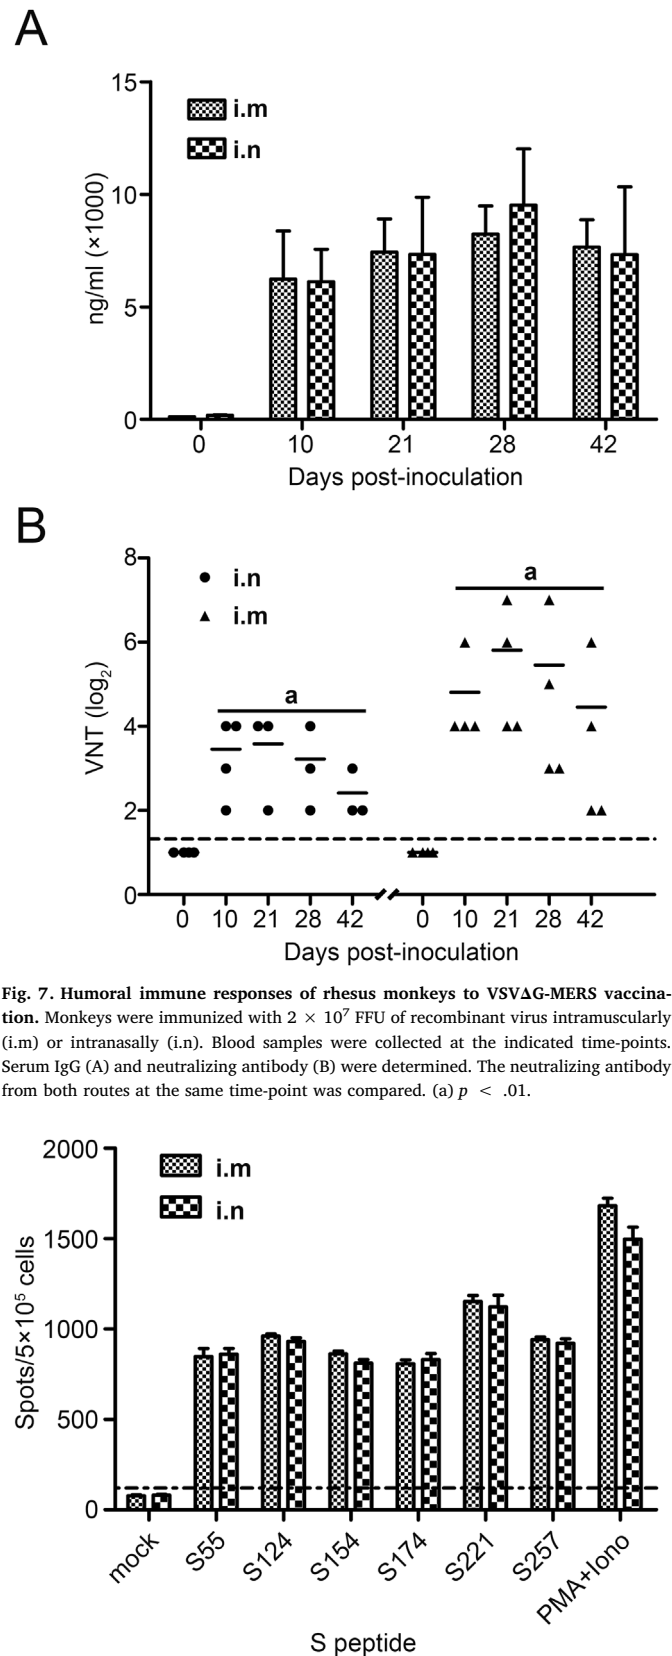 A
15
10
5
0
ng/ml (×1000)
i.m
i.n
0 10 21 28 42
Days post-inoculation
B
8
6
4
2
0
VNT (log₂)
i.n
i.m
a
a
0 10 21 28 42 0 10 21 28 42
Days post-inoculation
Fig. 7. Humoral immune responses of rhesus monkeys to VSVΔG-MERS vaccina-
tion. Monkeys were immunized with 2 × 10⁷ FFU of recombinant virus intramuscularly
(i.m) or intranasally (i.n). Blood samples were collected at the indicated time-points.
Serum IgG (A) and neutralizing antibody (B) were determined. The neutralizing antibody
from both routes at the same time-point was compared. (a) p < .01.
2000
1500
1000
500
0
Spots/5×10⁵ cells
i.m
i.n
mock S55 S124 S154 S174 S221 S257 PMA+Iono
S peptide